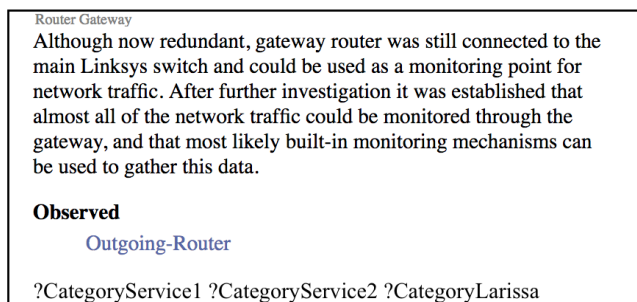 Router Gateway
Although now redundant, gateway router was still connected to the
main Linksys switch and could be used as a monitoring point for
network traffic. After further investigation it was established that
almost all of the network traffic could be monitored through the
gateway, and that most likely built-in monitoring mechanisms can
be used to gather this data.
Observed
Outgoing-Router
?CategoryService1 ?CategoryService2 ?CategoryLarissa